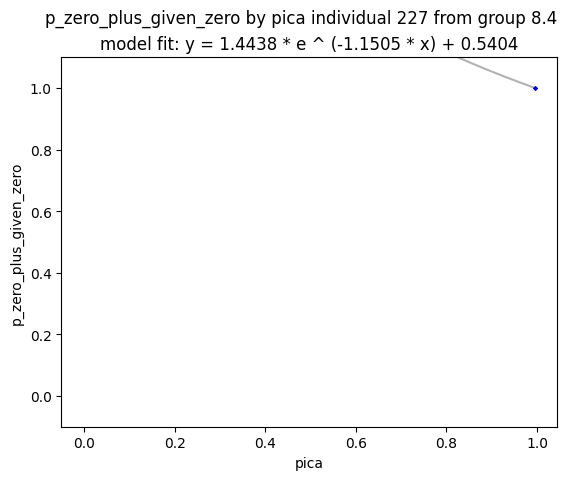 p_zero_plus_given_zero by pica individual 227 from group 8.4
model fit: y = 1.4438 * e ^ (-1.1505 * x) + 0.5404
p_zero_plus_given_zero
1.0
0.8
0.6
0.4
0.2
0.0
0.0 0.2 0.4 0.6 0.8 1.0
pica